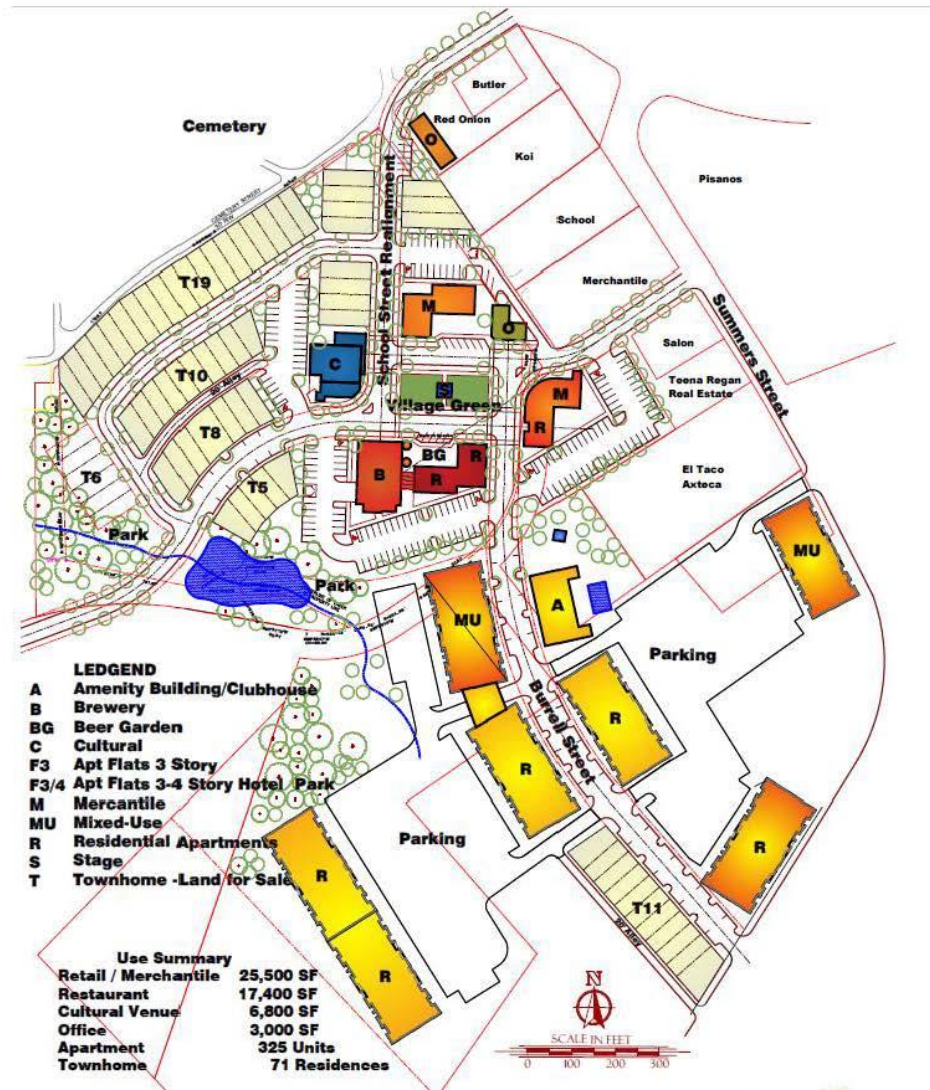 Butler
Red Onion
O
Cemetery
Koi
Pisanos
School
School Street Realignment
Merchantile
T19
M
O
Summers Street
Salon
C
T10
20' Alley
S
Village Green
M
Teena Regan
Real Estate
R
T8
BG
B
R
R
T6
T5
El Taco
Axteca
Park
Park
MU
MU
A
Parking
Burrell Street
R
R
Parking
R
R
R
T11
20' Alley
LEDGEND
A Amenity Building/Clubhouse
B Brewery
BG Beer Garden
C Cultural
F3 Apt Flats 3 Story
F3/4 Apt Flats 3-4 Story Hotel
Park
M Mercantile
MU Mixed-Use
R Residential Apartments
S Stage
T Townhome -Land for Sale
Use Summary
Retail / Merchantile 25,500 SF
Restaurant 17,400 SF
Cultural Venue 6,800 SF
Office 3,000 SF
Apartment 325 Units
Townhome 71 Residences
N
SCALE IN FEET
0 100 200 300